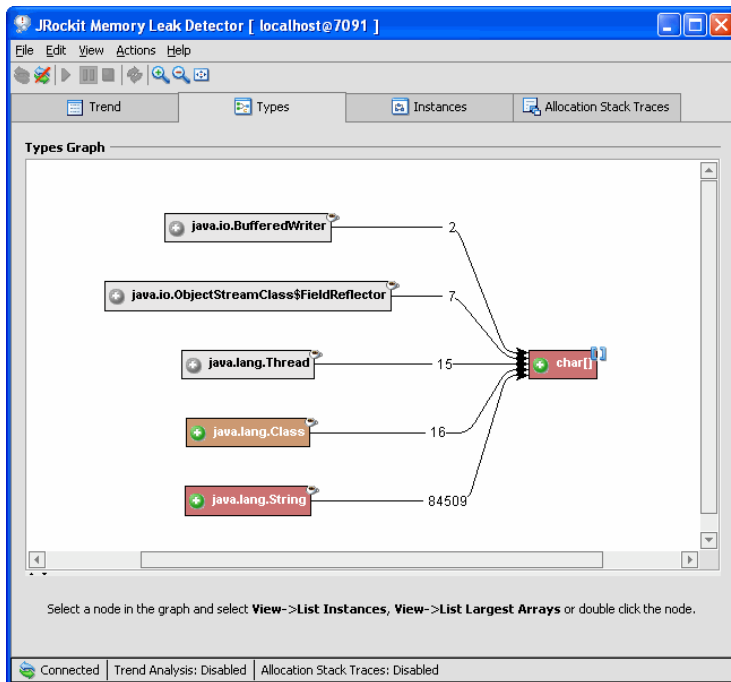 JRockit Memory Leak Detector [ localhost@7091 ]
File Edit View Actions Help
Trend Types Instances Allocation Stack Traces
Types Graph
java.io.BufferedWriter 2
java.io.ObjectStreamClass$FieldReflector 7
java.lang.Thread 15 char[]
java.lang.Class 16
java.lang.String 84509
Select a node in the graph and select View->List Instances, View->List Largest Arrays or double click the node.
Connected Trend Analysis: Disabled Allocation Stack Traces: Disabled